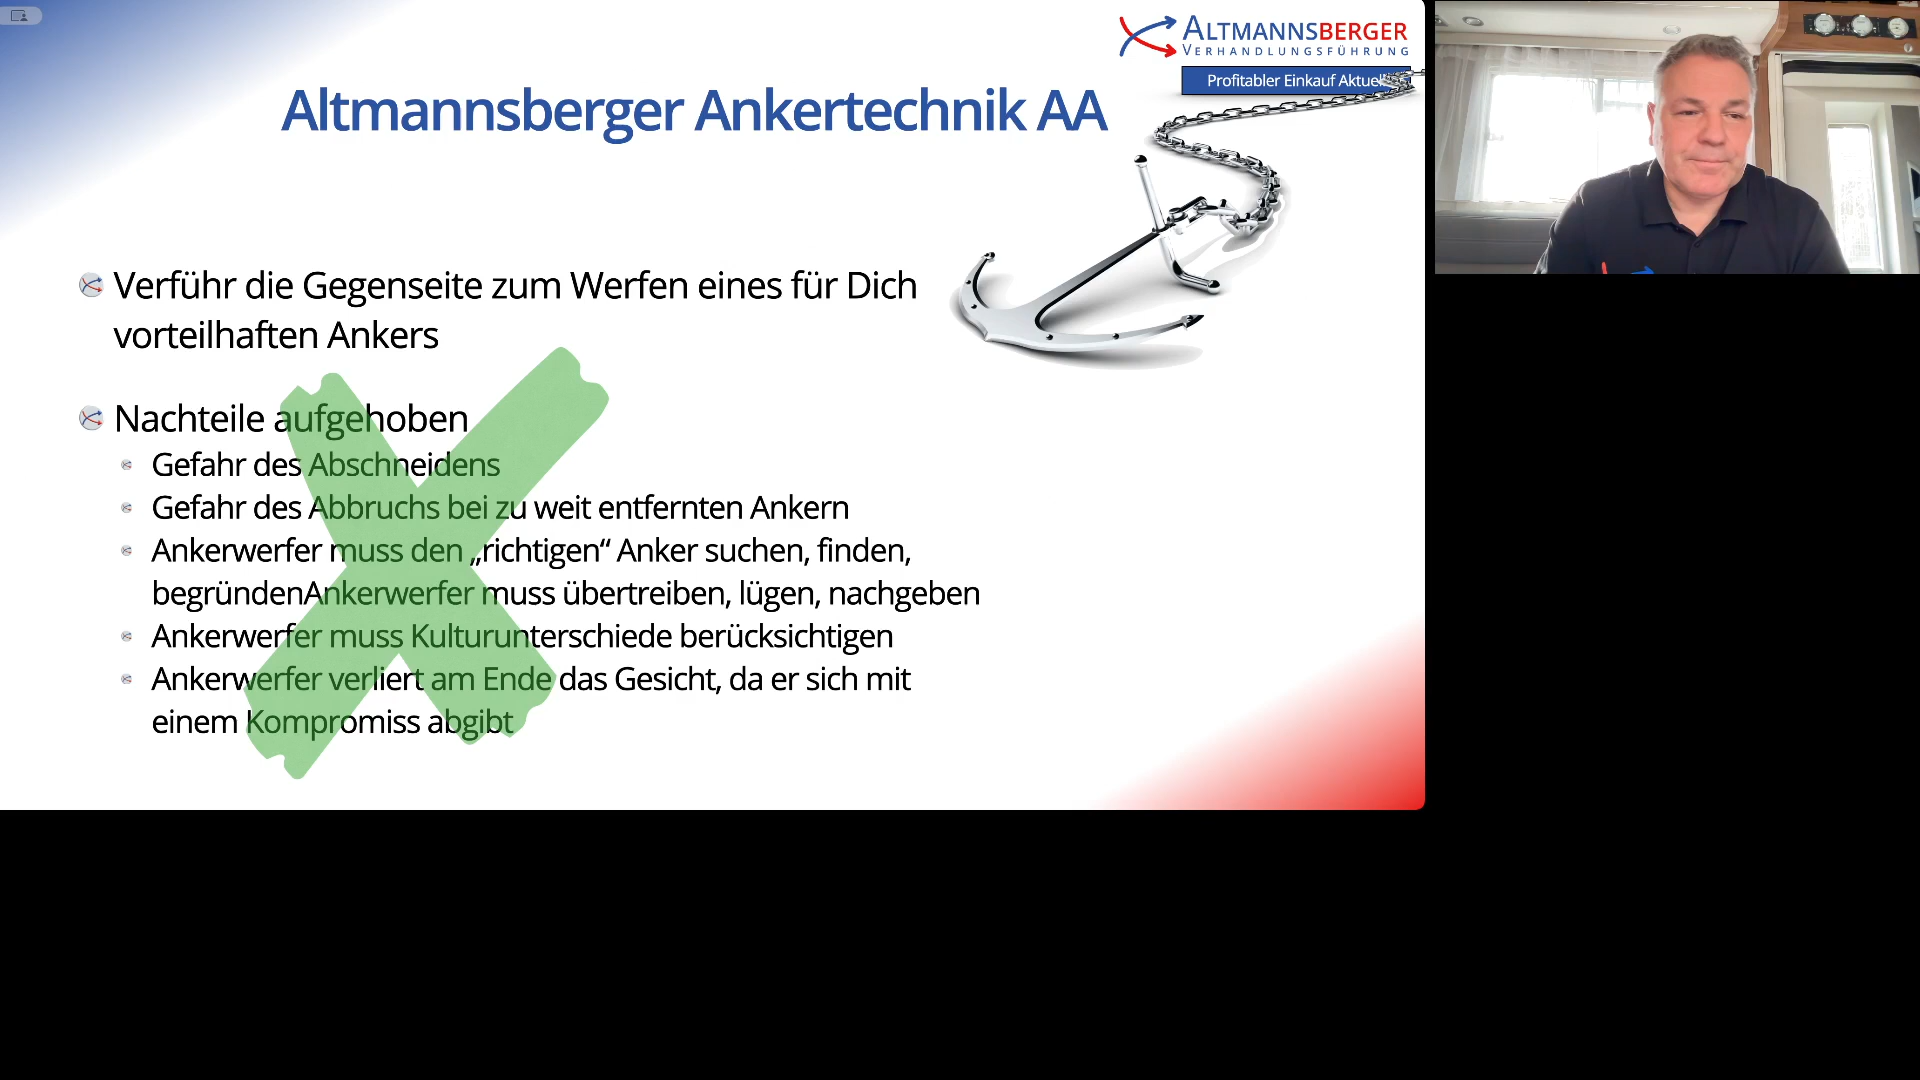 ALTMANNSBERGER
VERHANDLUNGSFÜHRUNG
Profitabler Einkauf
Altmannsberger Ankertechnik AA
Verführ die Gegenseite zum Werfen eines für Dich
vorteilhaften Ankers
Nachteile aufgehoben
Gefahr des Abschneidens
Gefahr des Abbruchs bei zu weit entfernten Ankern
Ankerwerfer muss den „richtigen“ Anker suchen, finden,
begründenAnkerwerfer muss übertreiben, lügen, nachgeben
Ankerwerfer muss Kulturunterschiede berücksichtigen
Ankerwerfer verliert am Ende das Gesicht, da er sich mit
einem Kompromiss abgibt